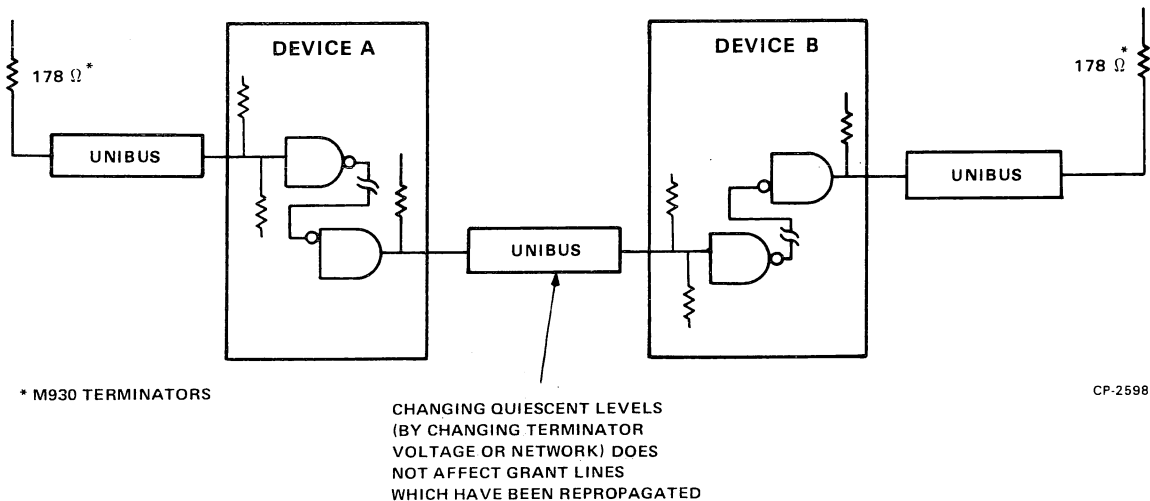 DEVICE A
DEVICE B
178 Ω*
178 Ω*
UNIBUS
UNIBUS
UNIBUS
* M930 TERMINATORS
CP-2598
CHANGING QUIESCENT LEVELS
(BY CHANGING TERMINATOR
VOLTAGE OR NETWORK) DOES
NOT AFFECT GRANT LINES
WHICH HAVE BEEN REPROPAGATED